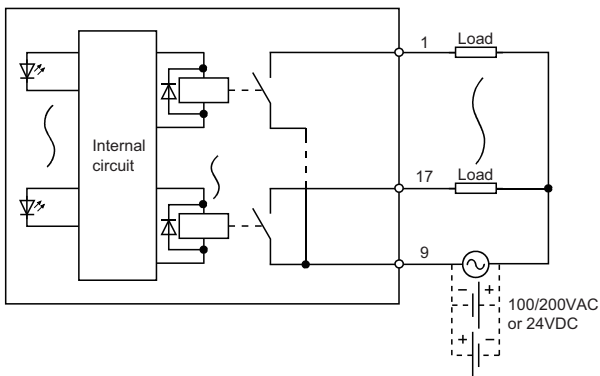 1
Load
Internal
circuit
17
Load
9
− +
100/200VAC
or 24VDC
+ −